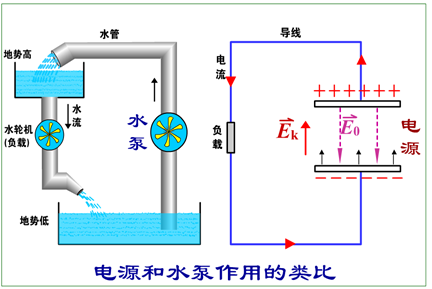 水管
地势高
水流
水轮机
(负载)
水泵
地势低
导线
电流
负载
++++++
E⃗k
E⃗0
电源
------
电源和水泵作用的类比